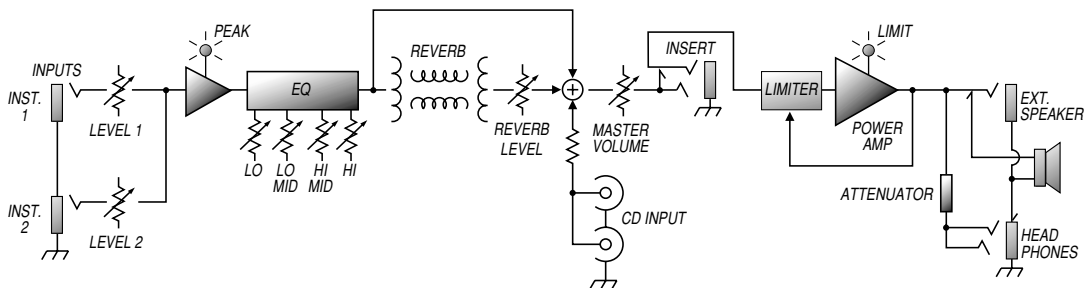 PEAK
INPUTS
INST.
1
LEVEL 1
INST.
2
LEVEL 2
EQ
LO
LO
MID
HI
MID
HI
REVERB
REVERB
LEVEL
CD INPUT
MASTER
VOLUME
INSERT
LIMITER
LIMIT
POWER
AMP
ATTENUATOR
EXT.
SPEAKER
HEAD
PHONES